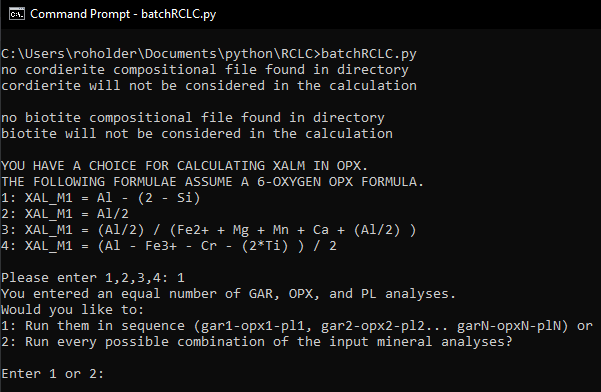 Command Prompt - batchRCLC.py
C:\Users\roholder\Documents\python\RCLC>batchRCLC.py
no cordierite compositional file found in directory
cordierite will not be considered in the calculation
no biotite compositional file found in directory
biotite will not be considered in the calculation
YOU HAVE A CHOICE FOR CALCULATING XALM IN OPX.
THE FOLLOWING FORMULAE ASSUME A 6-OXYGEN OPX FORMULA.
1: XAL_M1 = Al - (2 - Si)
2: XAL_M1 = Al/2
3: XAL_M1 = (Al/2) / (Fe2+ + Mg + Mn + Ca + (Al/2) )
4: XAL_M1 = (Al - Fe3+ - Cr - (2*Ti) ) / 2
Please enter 1,2,3,4: 1
You entered an equal number of GAR, OPX, and PL analyses.
Would you like to:
1: Run them in sequence (gar1-opx1-pl1, gar2-opx2-pl2... garN-opxN-plN) or
2: Run every possible combination of the input mineral analyses?
Enter 1 or 2: